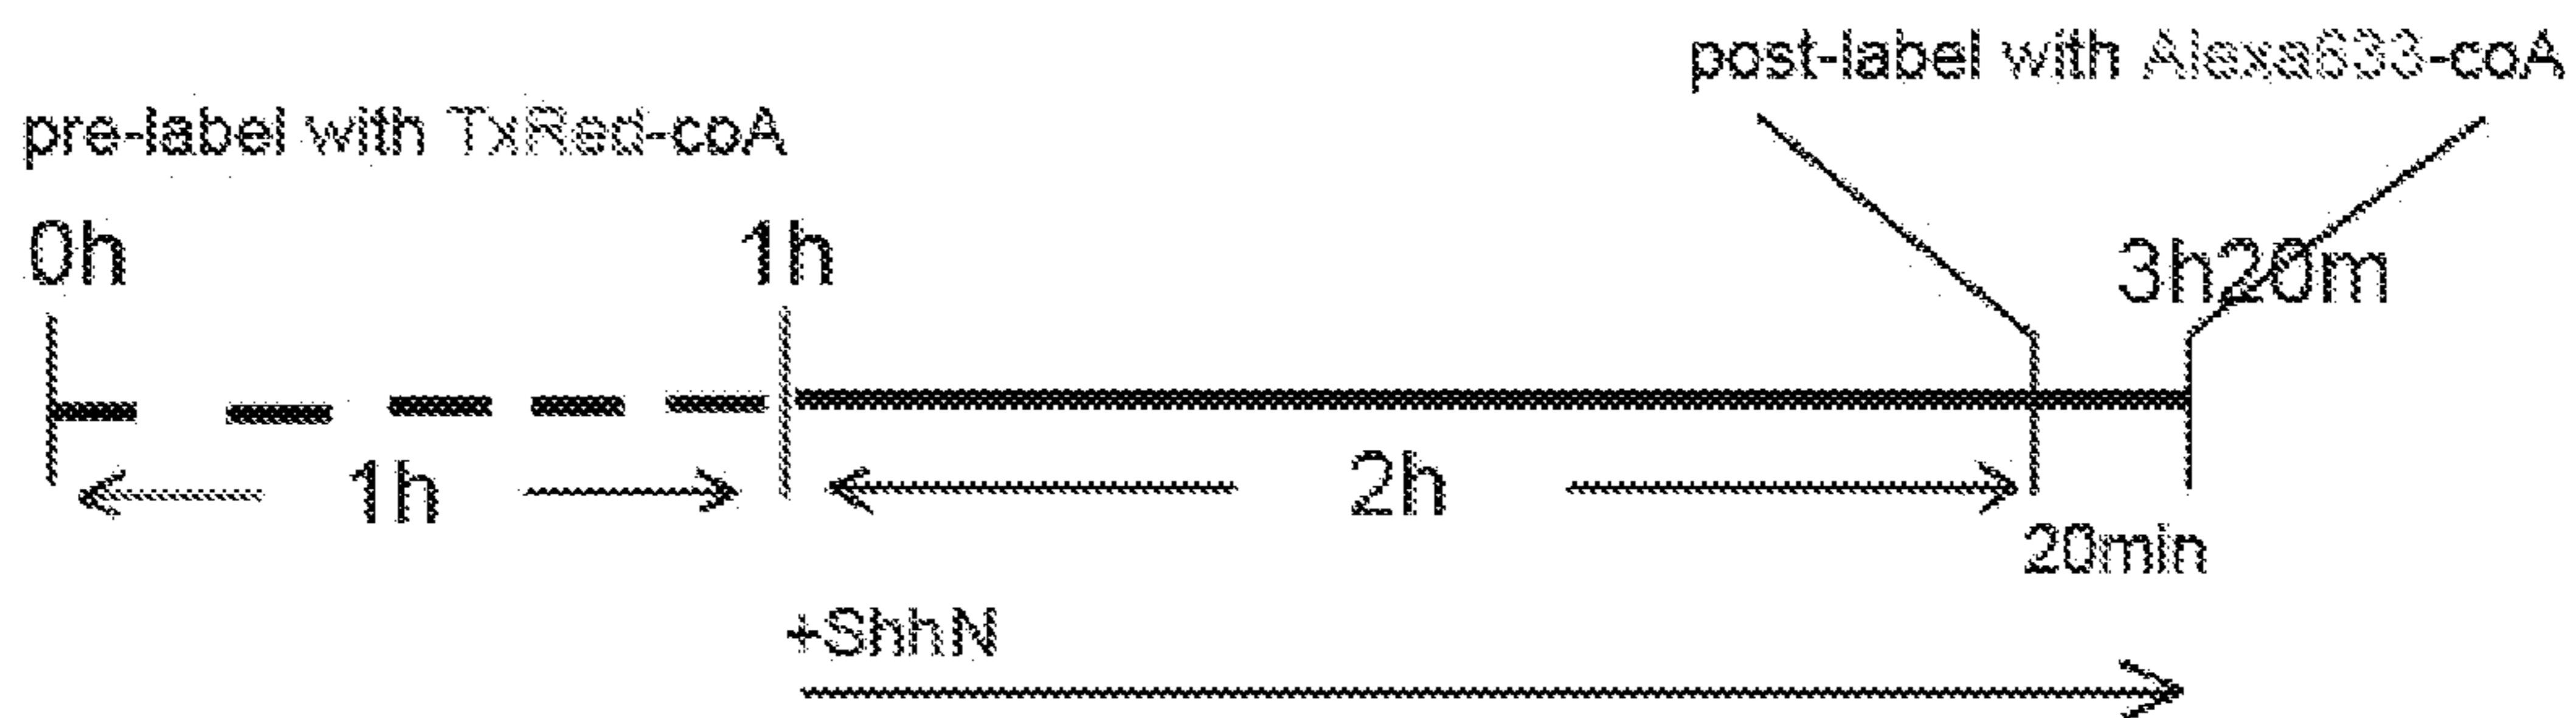 post-label with Alexa633-coA
pre-label with TxRed-coA
0h
1h
3h20m
1h
2h
20min
+ShhN